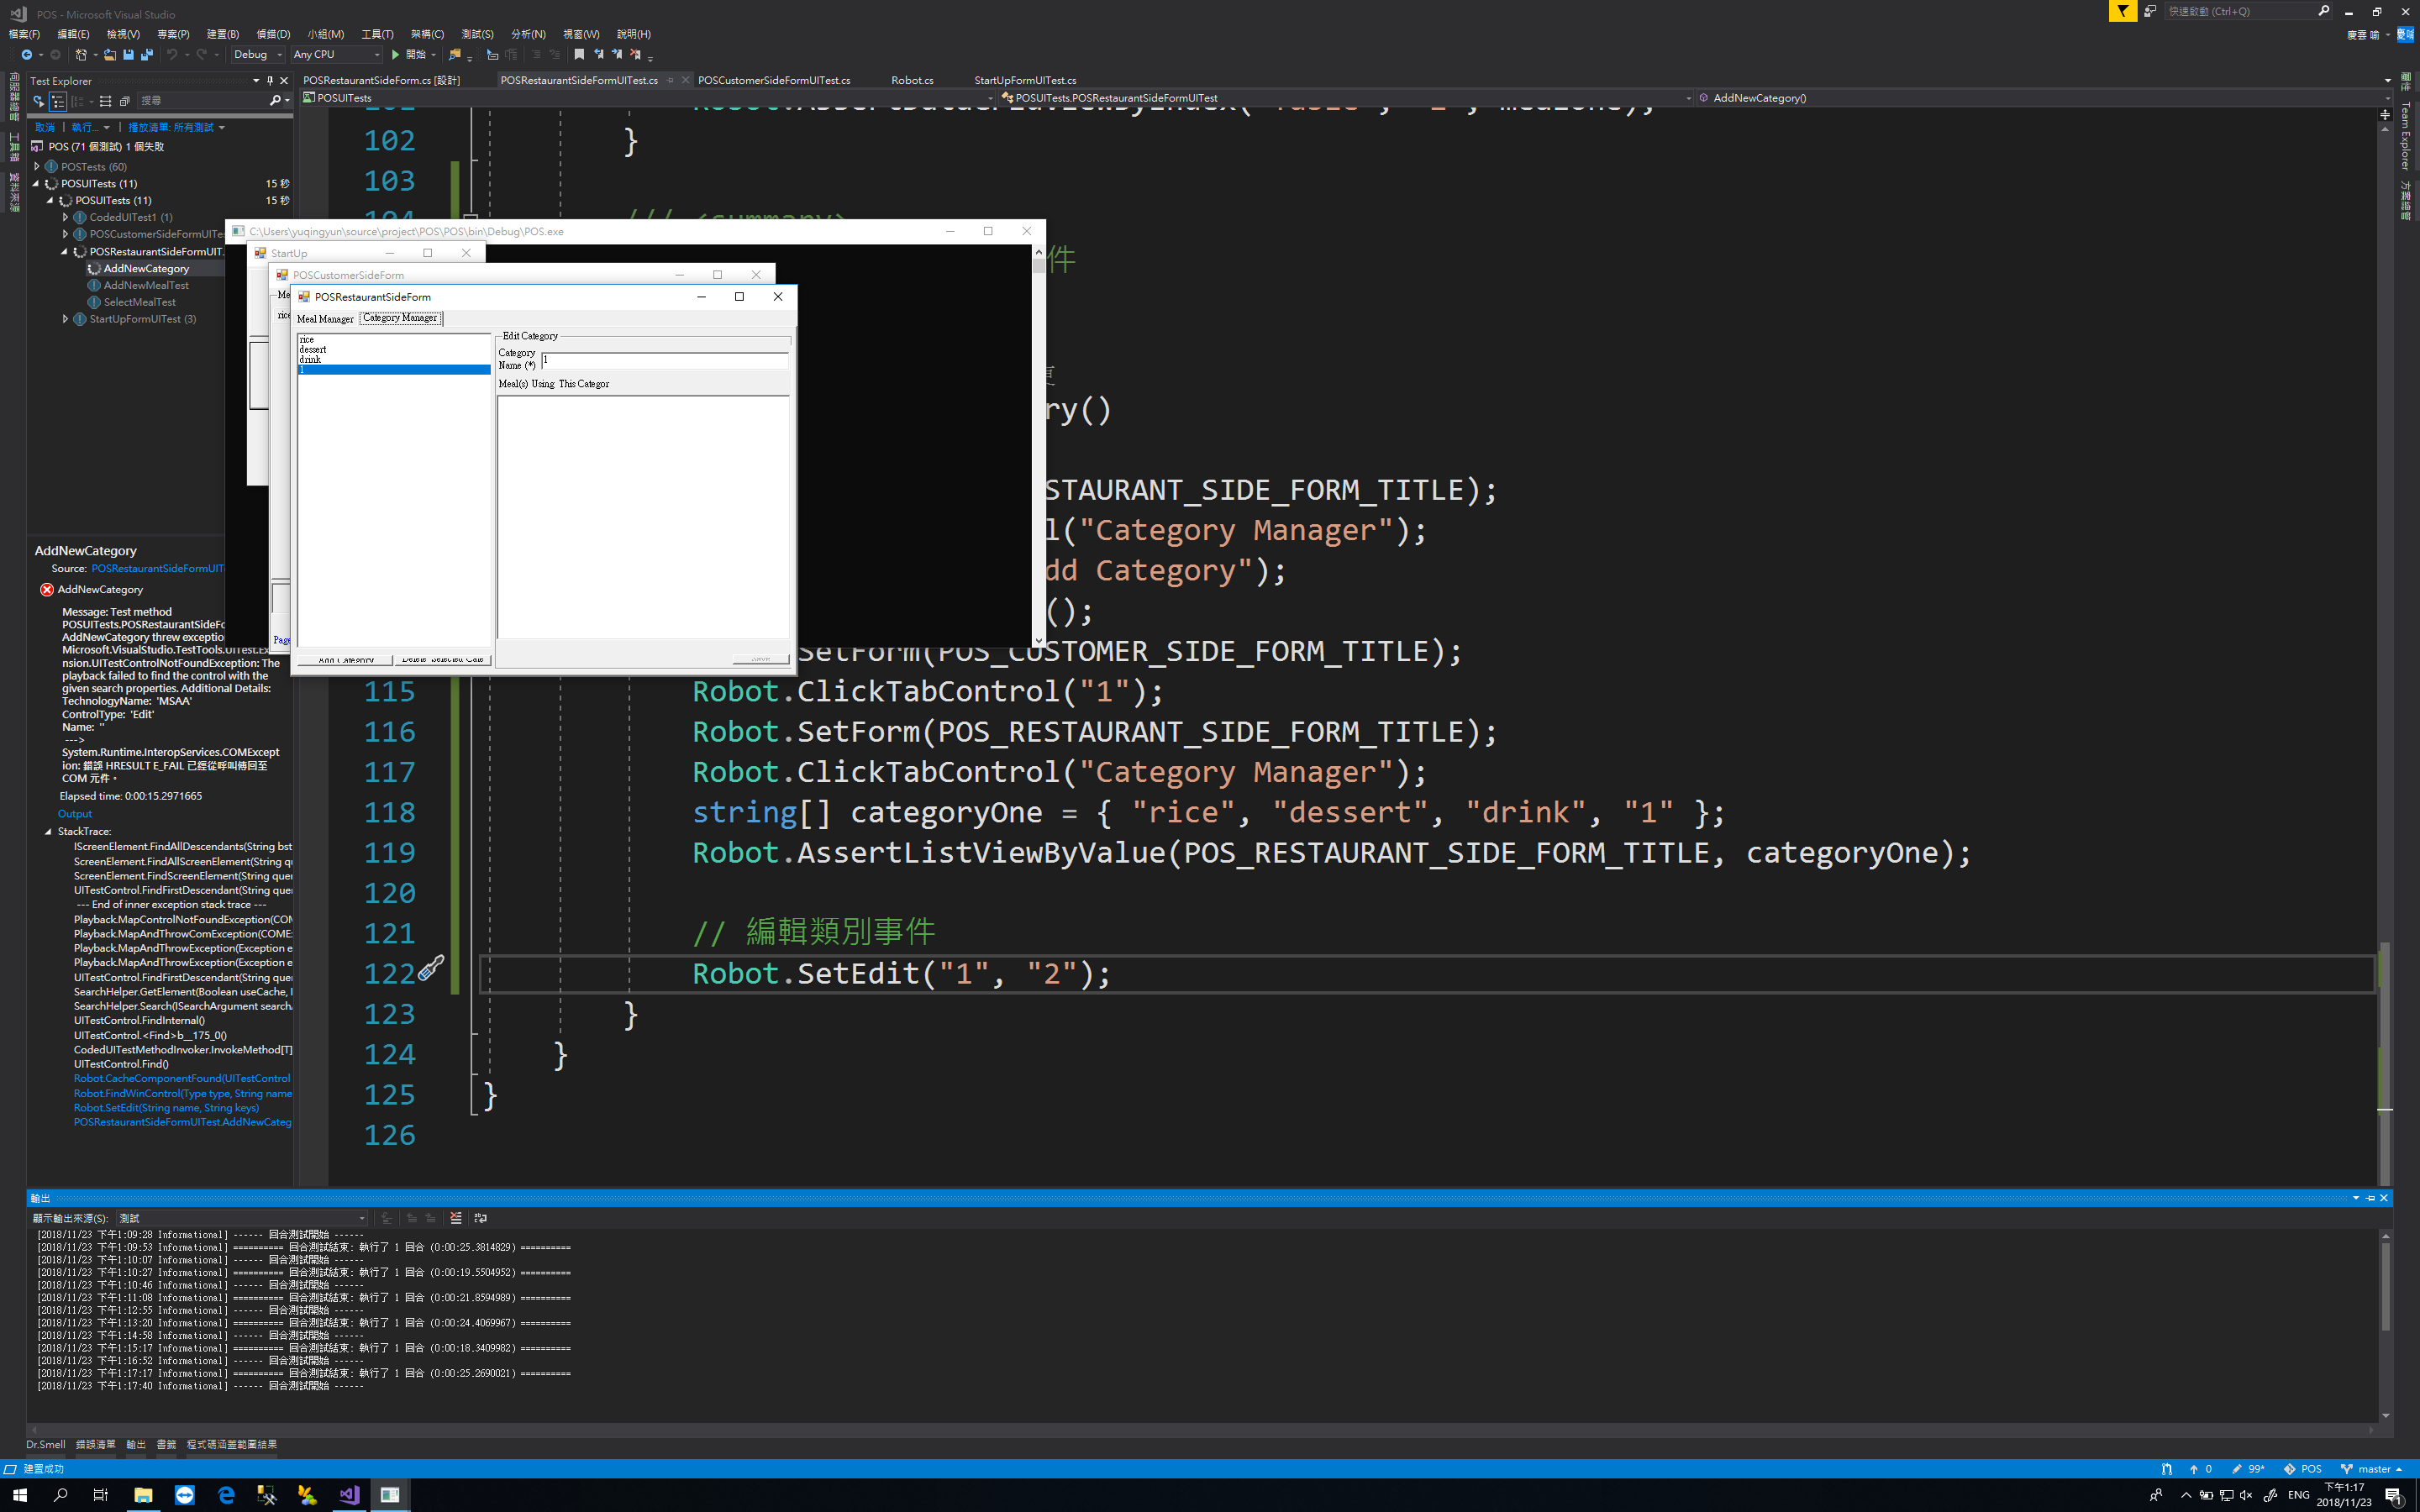 POS - Microsoft Visual Studio
快速啟動 (Ctrl+Q)
檔案(F) 編輯(E) 檢視(V) 專案(P) 建置(B) 偵錯(D) 小組(M) 工具(T) 架構(C) 測試(S) 分析(N) 視窗(W) 說明(H)
慶雲 喻
Debug Any CPU 開始
Test Explorer
POSRestaurantSideForm.cs [設計] POSRestaurantSideFormUITest.cs POSCustomerSideFormUITest.cs Robot.cs StartUpFormUITest.cs
搜尋
POSUITests POSUITests.POSRestaurantSideFormUITest AddNewCategory()
Team Explorer
取消 執行... 播放清單: 所有測試
POS (71 個測試) 1 個失敗
POSTests (60)
POSUITests (11) 15 秒
POSUITests (11) 15 秒
CodedUITest1 (1)
POSCustomerSideFormUITe
POSRestaurantSideFormUIT
AddNewCategory
AddNewMealTest
SelectMealTest
StartUpFormUITest (3)
C:\Users\yuqingyun\source\project\POS\POS\bin\Debug\POS.exe
StartUp
POSCustomerSideForm
POSRestaurantSideForm
Meal Manager Category Manager
rice
dessert
drink
1
Edit Category
Category Name (*) 1
Meal(s) Using This Categor
Add Category Delete Selected Cate Save
Page
102 }
103
104 /// <summary>
件
ry()
STAURANT_SIDE_FORM_TITLE);
l("Category Manager");
dd Category");
();
.SetForm(POS_CUSTOMER_SIDE_FORM_TITLE);
115 Robot.ClickTabControl("1");
116 Robot.SetForm(POS_RESTAURANT_SIDE_FORM_TITLE);
117 Robot.ClickTabControl("Category Manager");
118 string[] categoryOne = { "rice", "dessert", "drink", "1" };
119 Robot.AssertListViewByValue(POS_RESTAURANT_SIDE_FORM_TITLE, categoryOne);
120
121 // 編輯類別事件
122 Robot.SetEdit("1", "2");
123 }
124 }
125 }
126
AddNewCategory
Source: POSRestaurantSideFormUIT
AddNewCategory
Message: Test method
POSUITests.POSRestaurantSideFo
AddNewCategory threw exceptio
Microsoft.VisualStudio.TestTools.UITest.Ex
nsion.UITestControlNotFoundException: The
playback failed to find the control with the
given search properties. Additional Details:
TechnologyName: 'MSAA'
ControlType: 'Edit'
Name: ''
--->
System.Runtime.InteropServices.COMExcept
ion: 錯誤 HRESULT E_FAIL 已經從呼叫傳回至
COM 元件。
Elapsed time: 0:00:15.2971665
Output
StackTrace:
IScreenElement.FindAllDescendants(String bst
ScreenElement.FindAllScreenElement(String qu
ScreenElement.FindScreenElement(String quer
UITestControl.FindFirstDescendant(String quer
--- End of inner exception stack trace ---
Playback.MapControlNotFoundException(COM
Playback.MapAndThrowComException(COME
Playback.MapAndThrowException(Exception e
Playback.MapAndThrowException(Exception e
UITestControl.FindFirstDescendant(String quer
SearchHelper.GetElement(Boolean useCache, I
SearchHelper.Search(ISearchArgument search
UITestControl.FindInternal()
UITestControl.<Find>b__175_0()
CodedUITestMethodInvoker.InvokeMethod[T]
UITestControl.Find()
Robot.CacheComponentFound(UITestControl
Robot.FindWinControl(Type type, String name
Robot.SetEdit(String name, String keys)
POSRestaurantSideFormUITest.AddNewCateg
輸出
顯示輸出來源(S): 測試
[2018/11/23 下午1:09:28 Informational] ------ 回合測試開始 ------
[2018/11/23 下午1:09:53 Informational] ========== 回合測試結束: 執行了 1 回合 (0:00:25.3814829) ==========
[2018/11/23 下午1:10:07 Informational] ------ 回合測試開始 ------
[2018/11/23 下午1:10:27 Informational] ========== 回合測試結束: 執行了 1 回合 (0:00:19.5504952) ==========
[2018/11/23 下午1:10:46 Informational] ------ 回合測試開始 ------
[2018/11/23 下午1:11:08 Informational] ========== 回合測試結束: 執行了 1 回合 (0:00:21.8594989) ==========
[2018/11/23 下午1:12:55 Informational] ------ 回合測試開始 ------
[2018/11/23 下午1:13:20 Informational] ========== 回合測試結束: 執行了 1 回合 (0:00:24.4069967) ==========
[2018/11/23 下午1:14:58 Informational] ------ 回合測試開始 ------
[2018/11/23 下午1:15:17 Informational] ========== 回合測試結束: 執行了 1 回合 (0:00:18.3409982) ==========
[2018/11/23 下午1:16:52 Informational] ------ 回合測試開始 ------
[2018/11/23 下午1:17:17 Informational] ========== 回合測試結束: 執行了 1 回合 (0:00:25.2690021) ==========
[2018/11/23 下午1:17:40 Informational] ------ 回合測試開始 ------
Dr.Smell 錯誤清單 輸出 書籤 程式碼涵蓋範圍結果
建置成功 0 99* POS master
ENG 下午1:17
2018/11/23